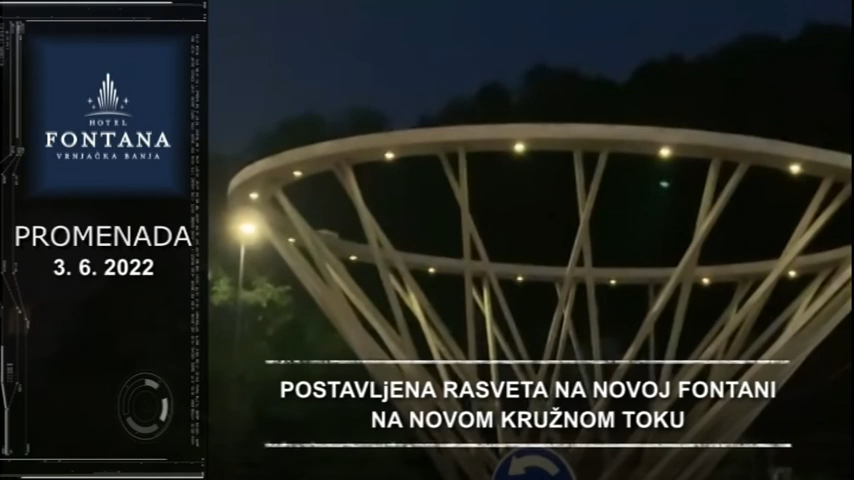 HOTEL
FONTANA
VRNJAČKA BANJA
PROMENADA
3. 6. 2022
POSTAVLjENA RASVETA NA NOVOJ FONTANI
NA NOVOM KRUŽNOM TOKU